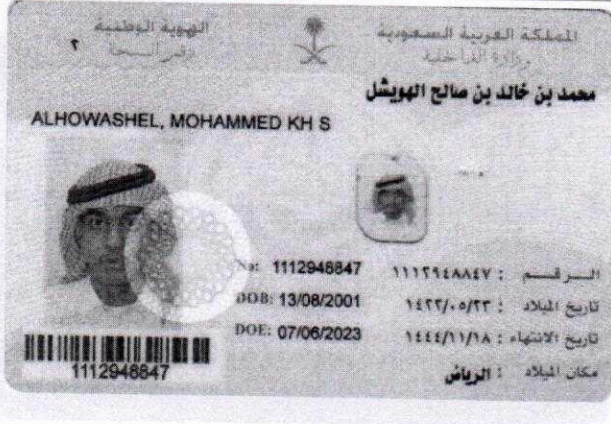 المملكة العربية السعودية
وزارة الداخلية
الهوية الوطنية
٢
محمد بن خالد بن صالح الهويشل
ALHOWASHEL, MOHAMMED KH S
الرقم : ١١١٢٩٤٨٨٤٧
No: 1112948847
تاريخ الميلاد : ١٤٢٢/٠٥/٢٣
DOB: 13/08/2001
تاريخ الانتهاء : ١٤٤٤/١١/١٨
DOE: 07/06/2023
مكان الميلاد : الرياض
1112948847